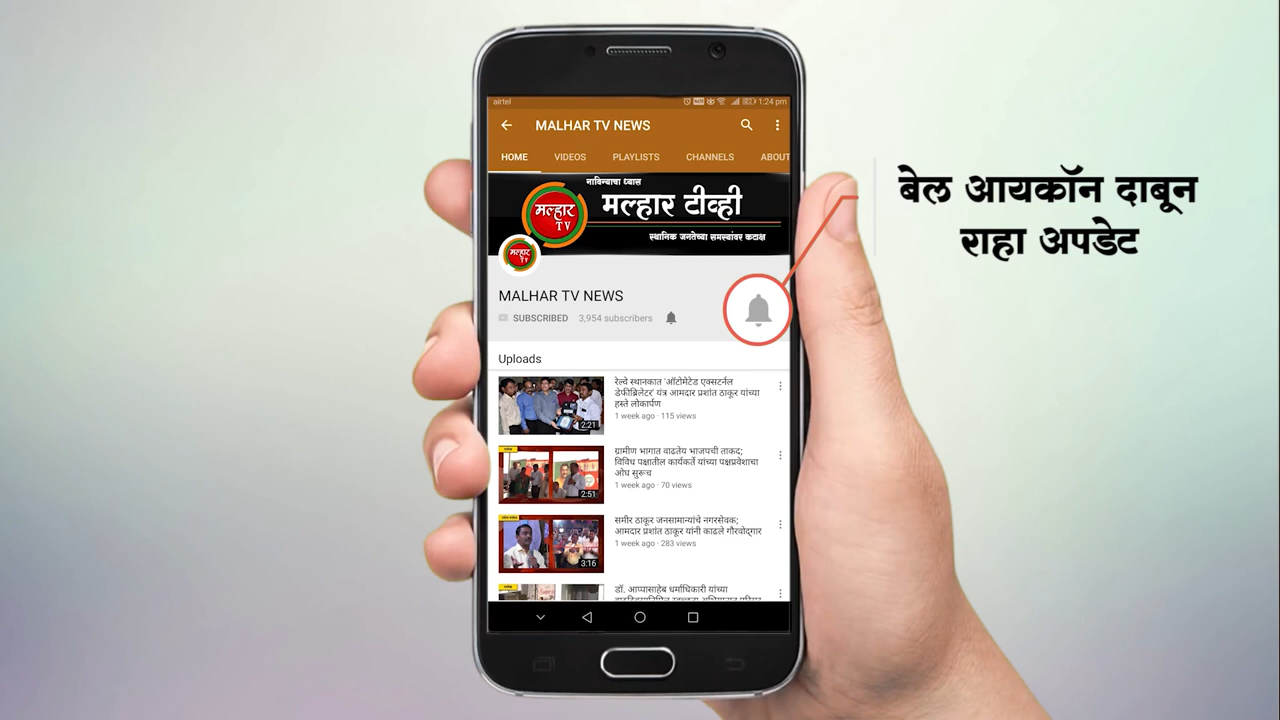 airtel 1:24 pm
MALHAR TV NEWS
HOME VIDEOS PLAYLISTS CHANNELS ABOUT
नाविन्याचा ध्यास
मल्हार टीव्ही
मल्हार
TV
स्थानिक जनतेच्या समस्यांवर कटाक्ष
मल्हार
TV
MALHAR TV NEWS
SUBSCRIBED 3,954 subscribers
बेल आयकॉन दाबून
राहा अपडेट
Uploads
रेल्वे स्थानकात 'ऑटोमेटेड एक्सटर्नल
डेफीब्रिलेटर' यंत्र आमदार प्रशांत ठाकूर यांच्या
हस्ते लोकार्पण
1 week ago · 115 views
2:21
ग्रामीण भागात वाढतेय भाजपची ताकद;
विविध पक्षातील कार्यकर्ते यांच्या पक्षप्रवेशाचा
ओघ सुरूच
1 week ago · 70 views
2:51
समीर ठाकूर जनसामान्यांचे नगरसेवक;
आमदार प्रशांत ठाकूर यांनी काढले गौरवोद्गार
1 week ago · 283 views
3:16
डॉ. आप्पासाहेब धर्माधिकारी यांच्या